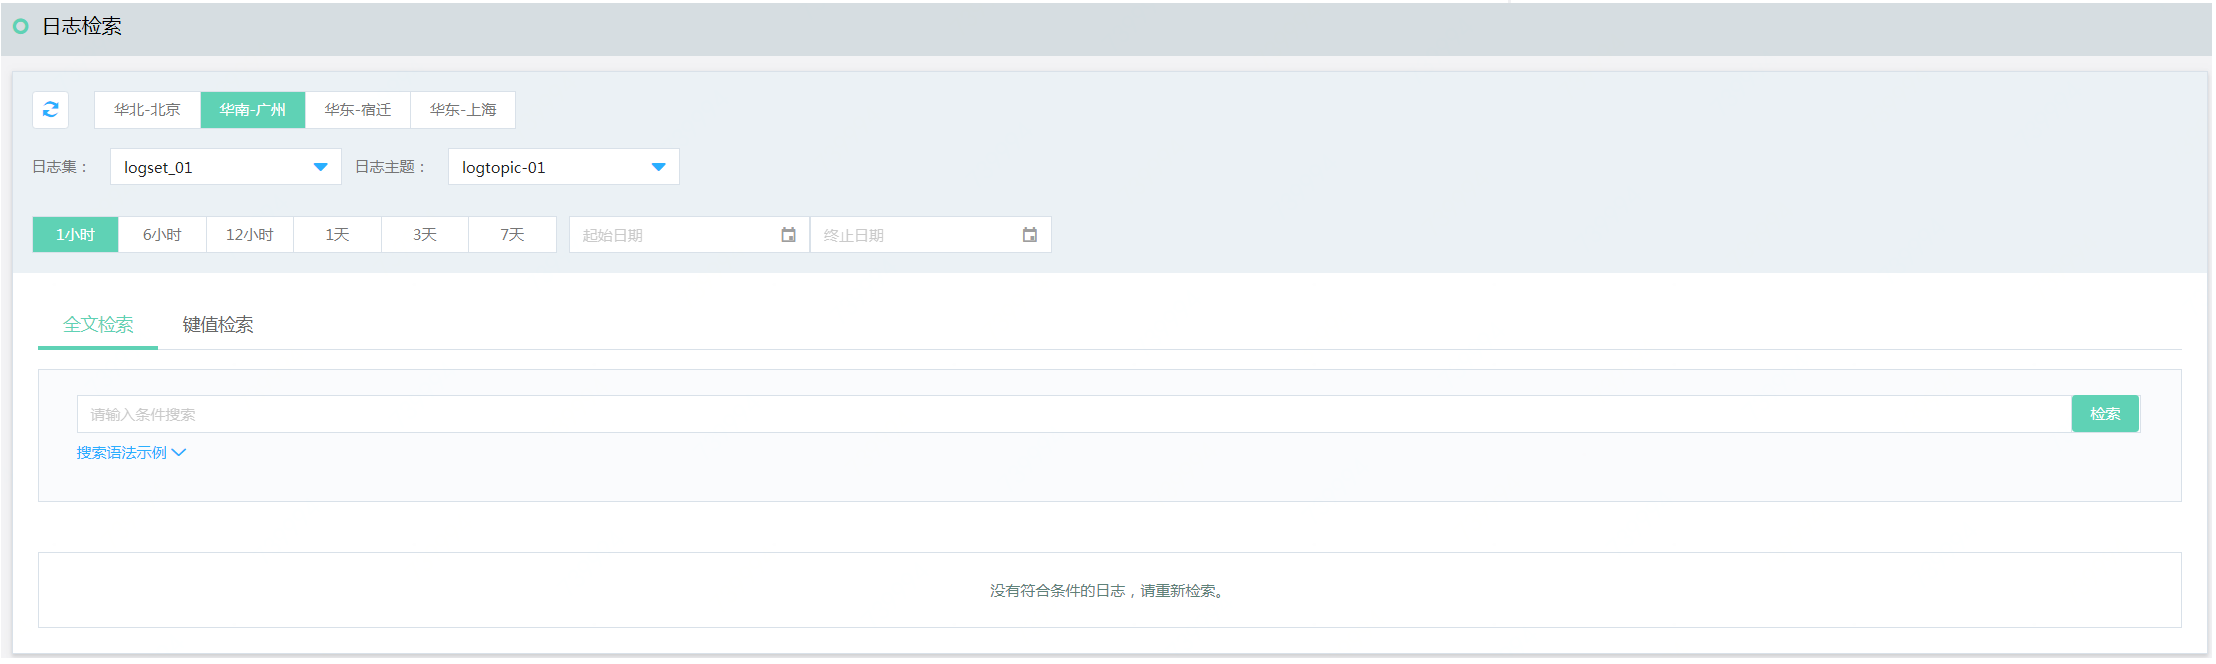 日志检索
华北-北京 华南-广州 华东-宿迁 华东-上海
日志集： logset_01 日志主题： logtopic-01
1小时 6小时 12小时 1天 3天 7天 起始日期 终止日期
全文检索 键值检索
请输入条件搜索 检索
搜索语法示例
没有符合条件的日志，请重新检索。